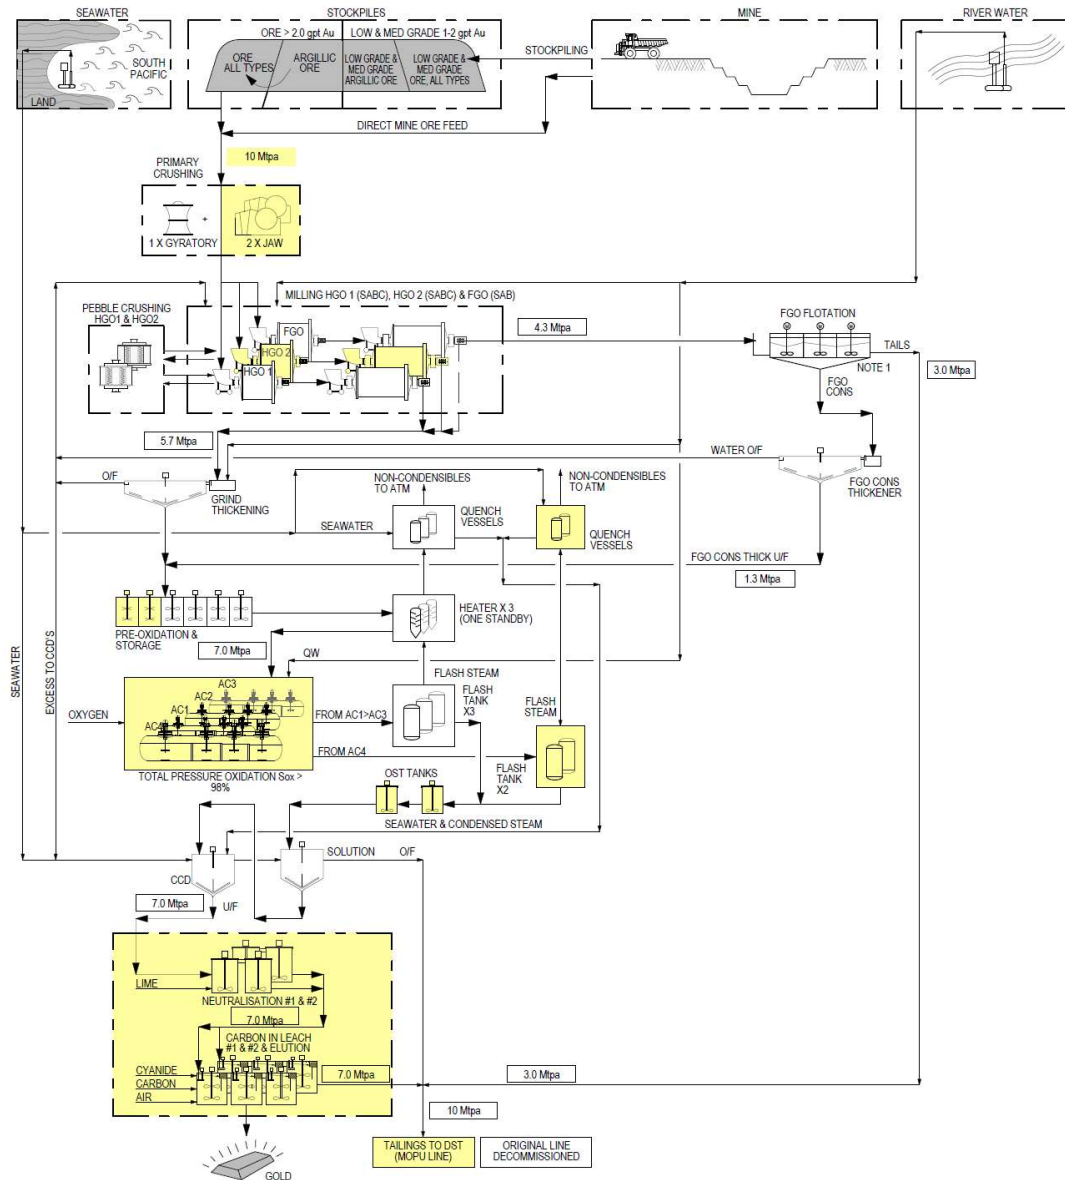 SEAWATER
STOCKPILES
MINE
RIVER WATER
ORE > 2.0 gpt Au
LOW & MED GRADE 1-2 gpt Au
SOUTH
PACIFIC
LAND
ORE
ALL TYPES
ARGILLIC
ORE
LOW GRADE &
MED GRADE
ARGILLIC ORE
LOW GRADE &
MED GRADE
ORE, ALL TYPES
STOCKPILING
DIRECT MINE ORE FEED
10 Mtpa
PRIMARY
CRUSHING
+
1 X GYRATORY
2 X JAW
MILLING HGO 1 (SABC), HGO 2 (SABC) & FGO (SAB)
PEBBLE CRUSHING
HGO1 & HGO2
FGO
HGO 2
HGO 1
4.3 Mtpa
FGO FLOTATION
M
M
M
TAILS
NOTE 1
3.0 Mtpa
FGO
CONS
5.7 Mtpa
WATER O/F
O/F
GRIND
THICKENING
FGO CONS
THICKENER
NON-CONDENSIBLES
TO ATM
NON-CONDENSIBLES
TO ATM
QUENCH
VESSELS
SEAWATER
QUENCH
VESSELS
FGO CONS THICK U/F
1.3 Mtpa
HEATER X 3
(ONE STANDBY)
PRE-OXIDATION &
STORAGE
7.0 Mtpa
QW
SEAWATER
EXCESS TO CCD'S
FLASH STEAM
AC3
AC2
AC1
AC4
OXYGEN
FROM AC1>AC3
FLASH
TANK
X3
FLASH
STEAM
FROM AC4
TOTAL PRESSURE OXIDATION Sox >
98%
OST TANKS
FLASH
TANK
X2
SEAWATER & CONDENSED STEAM
SOLUTION
O/F
CCD
7.0 Mtpa
U/F
LIME
NEUTRALISATION #1 & #2
7.0 Mtpa
CARBON IN LEACH
#1 & #2 & ELUTION
CYANIDE
CARBON
AIR
7.0 Mtpa
3.0 Mtpa
10 Mtpa
TAILINGS TO DST
(MOPU LINE)
ORIGINAL LINE
DECOMMISSIONED
GOLD